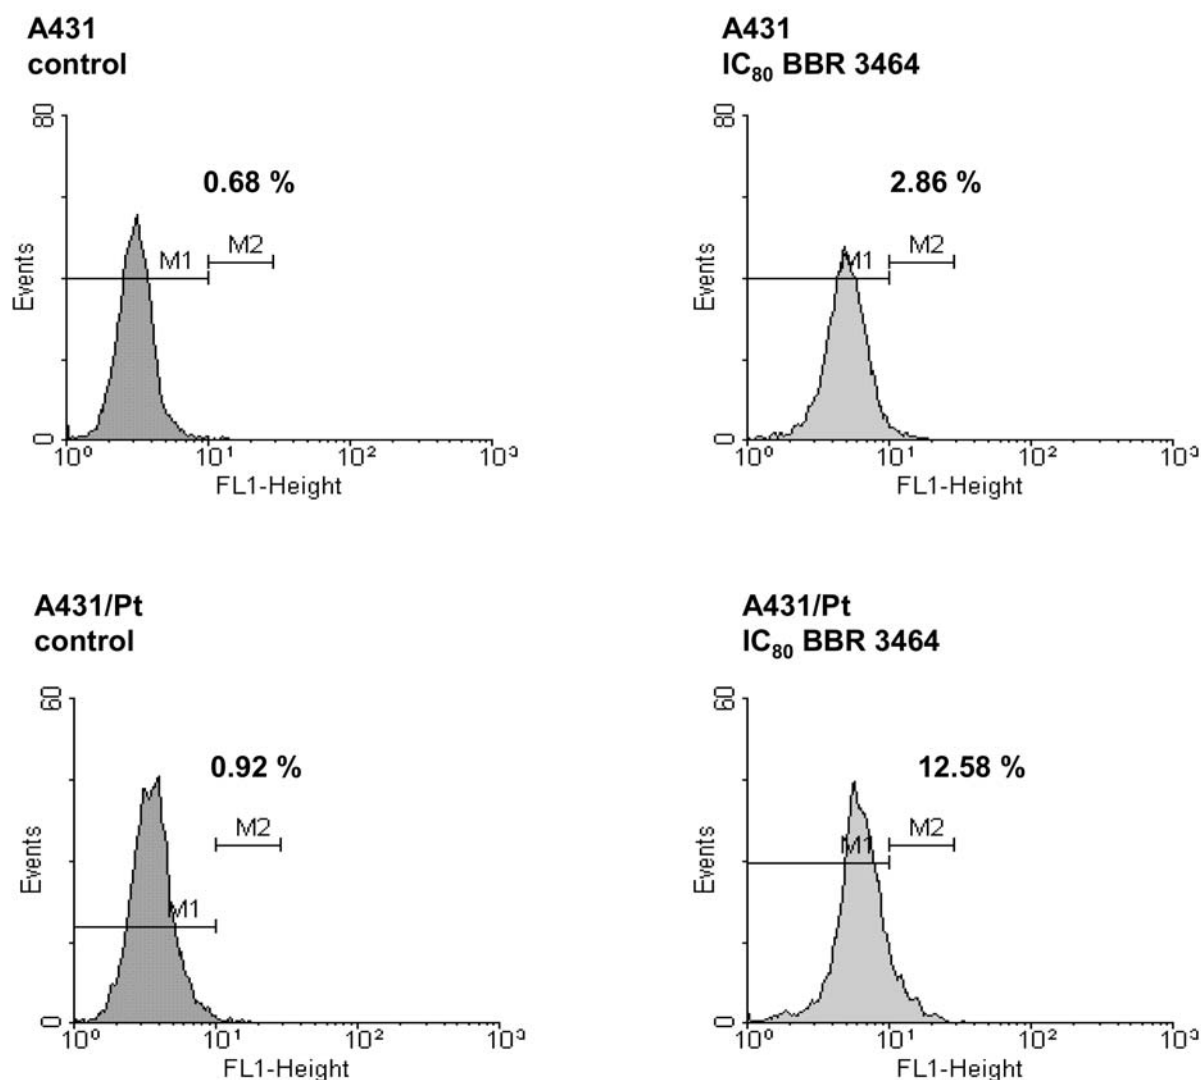 A431
control
80
0.68 %
M2
M1
Events
0
10⁰ 10¹ 10² 10³
FL1-Height
A431
IC₈₀ BBR 3464
80
2.86 %
M2
M1
Events
0
10⁰ 10¹ 10² 10³
FL1-Height
A431/Pt
control
60
0.92 %
M2
M1
Events
0
10⁰ 10¹ 10² 10³
FL1-Height
A431/Pt
IC₈₀ BBR 3464
60
12.58 %
M2
M1
Events
0
10⁰ 10¹ 10² 10³
FL1-Height